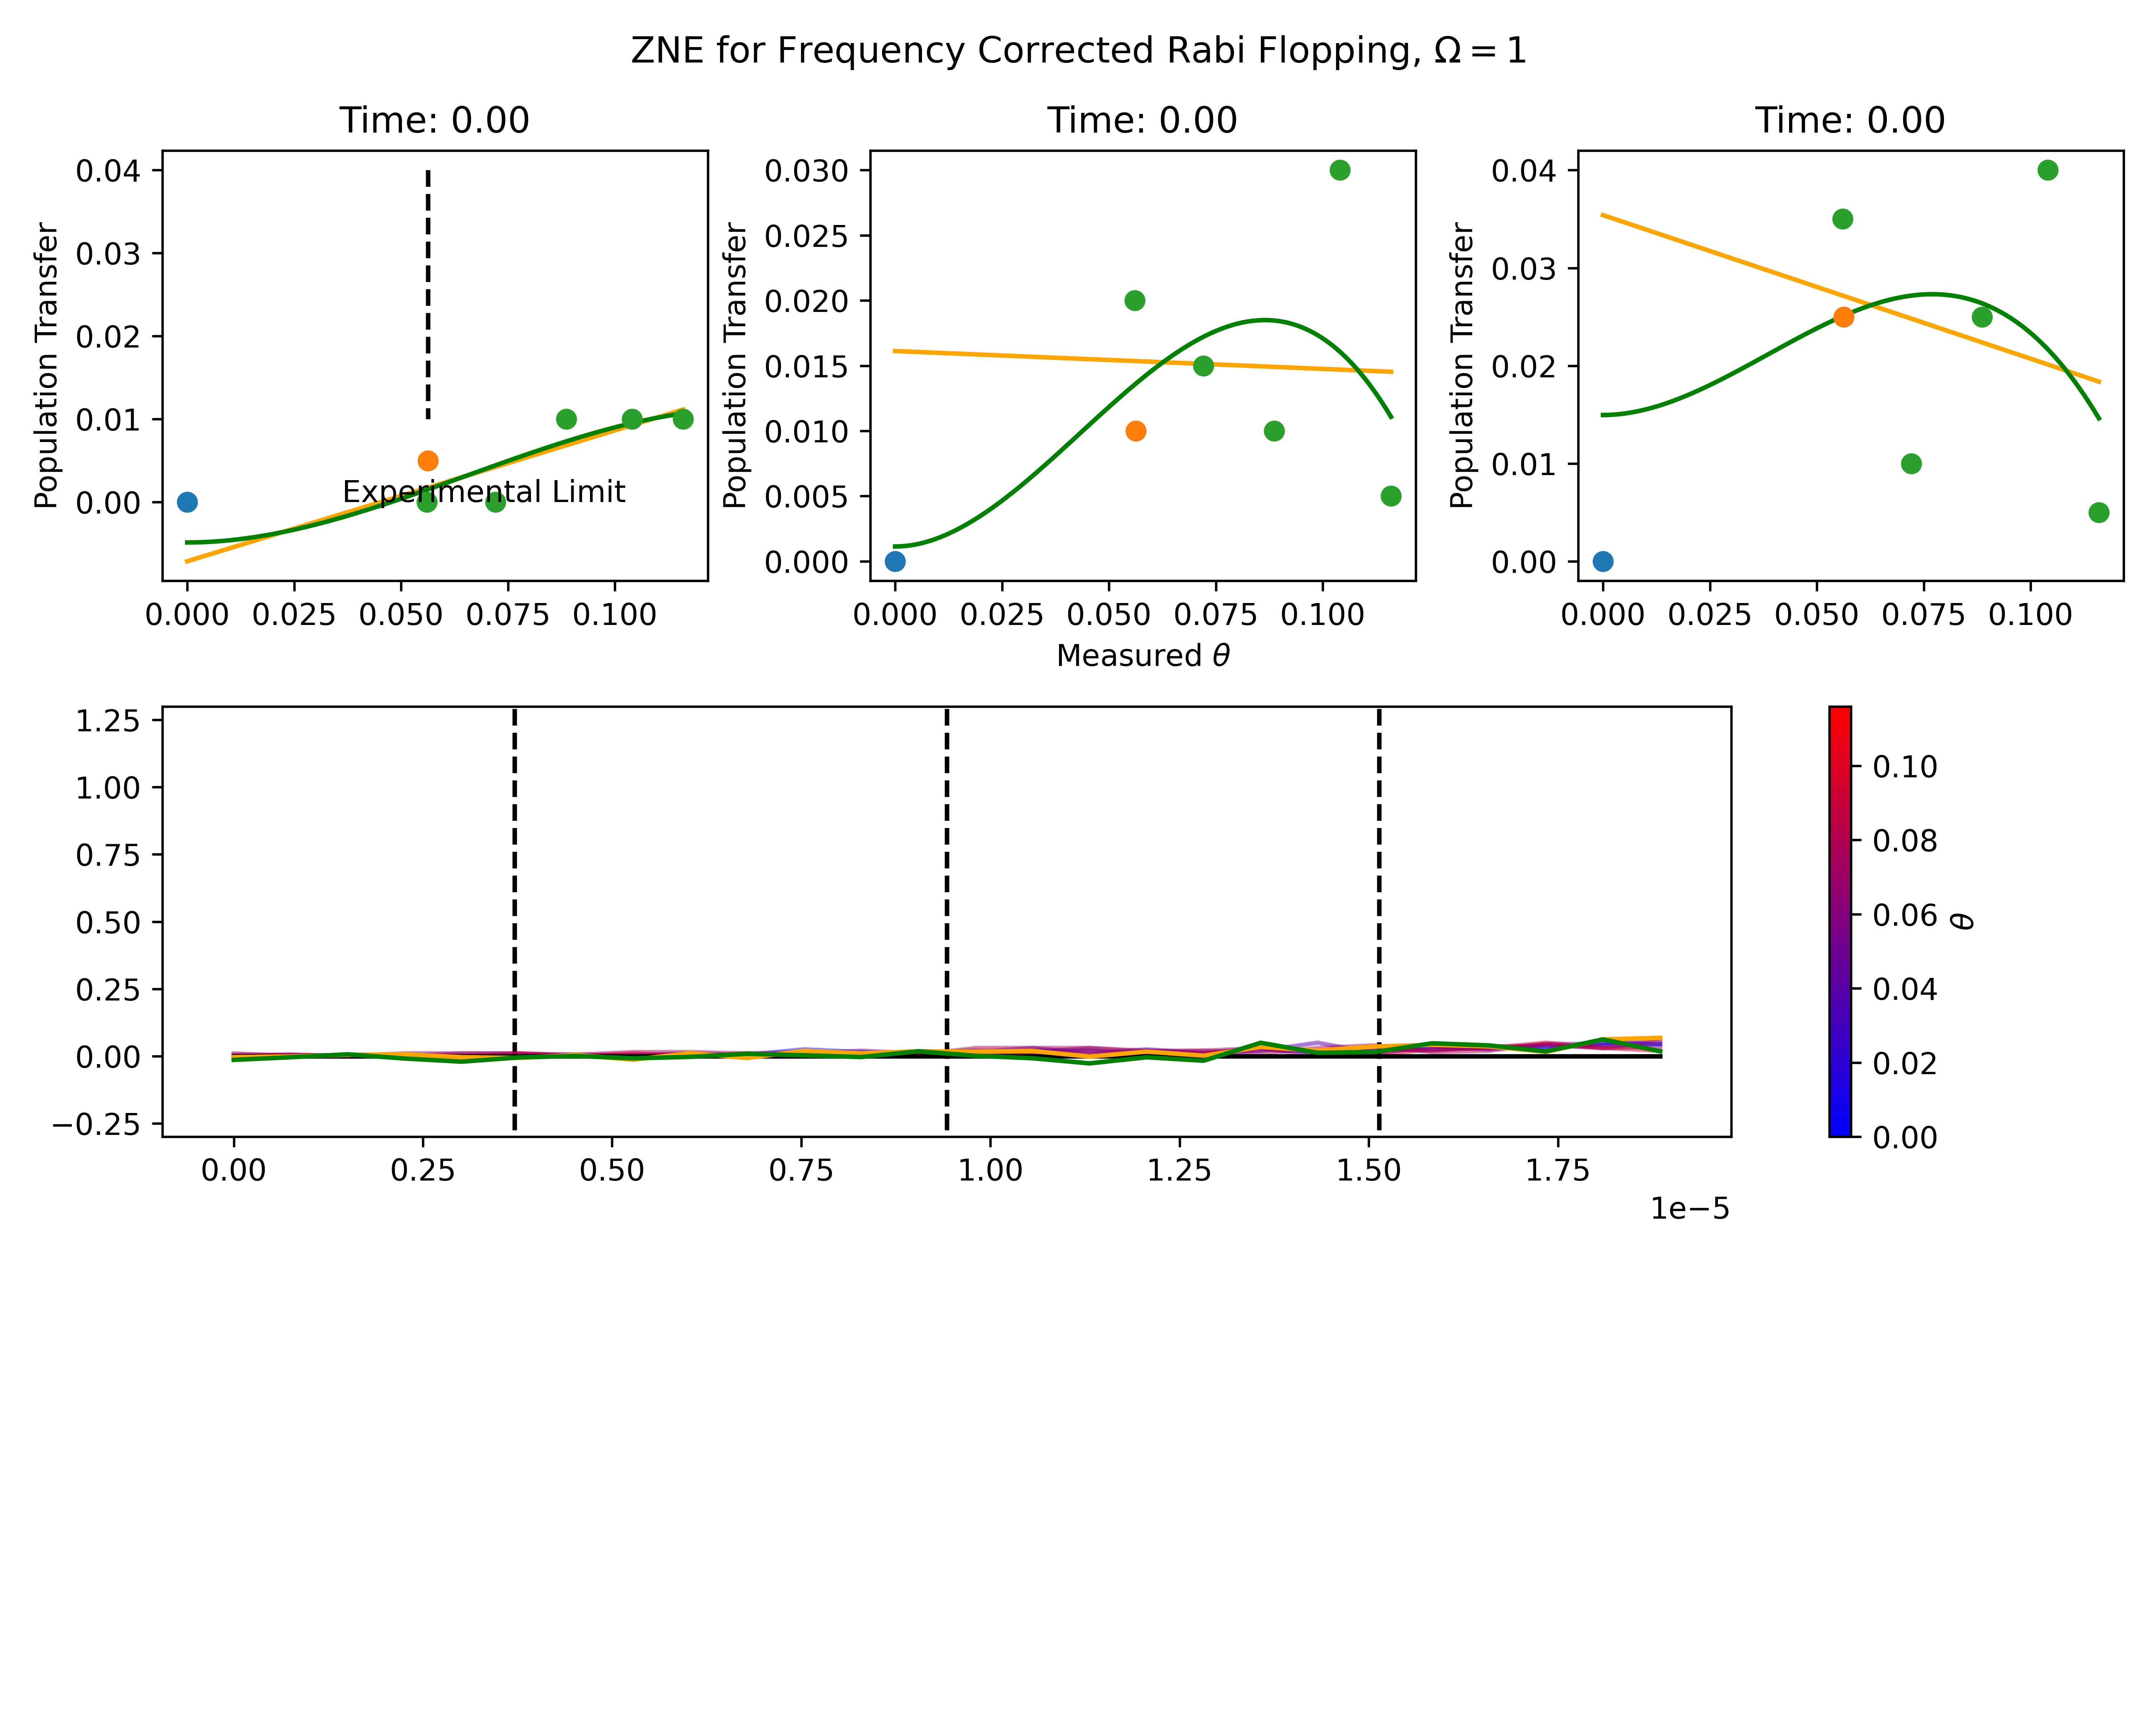 ZNE for Frequency Corrected Rabi Flopping, Ω = 1
Time: 0.00
Time: 0.00
Time: 0.00
Population Transfer
0.04
0.03
0.02
0.01
0.00
Experimental Limit
0.000 0.025 0.050 0.075 0.100
Population Transfer
0.030
0.025
0.020
0.015
0.010
0.005
0.000
0.000 0.025 0.050 0.075 0.100
Measured θ
Population Transfer
0.04
0.03
0.02
0.01
0.00
0.000 0.025 0.050 0.075 0.100
1.25
1.00
0.75
0.50
0.25
0.00
−0.25
0.00 0.25 0.50 0.75 1.00 1.25 1.50 1.75
1e−5
0.10
0.08
0.06
0.04
0.02
0.00
θ